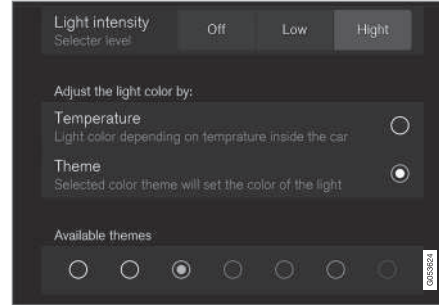 Light intensity
Selecter level
Off
Low
Hight
Adjust the light color by:
Temperature
Light color depending on temprature inside the car
Theme
Selected color theme will set the color of the light
Available themes
G053624